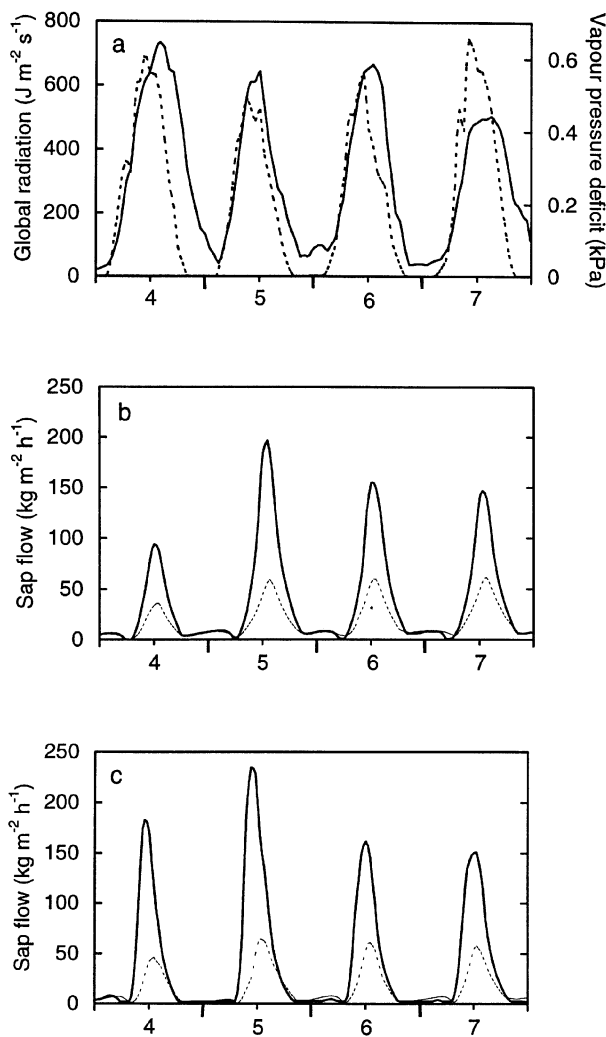 a
Global radiation (J m-2 s-1)
800
600
400
200
0
Vapour pressure deficit (kPa)
0.6
0.4
0.2
0
4 5 6 7
b
Sap flow (kg m-2 h-1)
250
200
150
100
50
0
4 5 6 7
c
Sap flow (kg m-2 h-1)
250
200
150
100
50
0
4 5 6 7